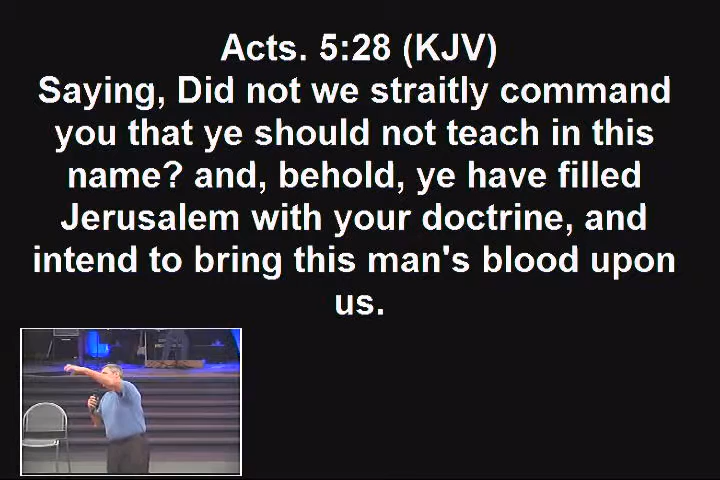 Acts. 5:28 (KJV)
Saying, Did not we straitly command
you that ye should not teach in this
name? and, behold, ye have filled
Jerusalem with your doctrine, and
intend to bring this man's blood upon
us.